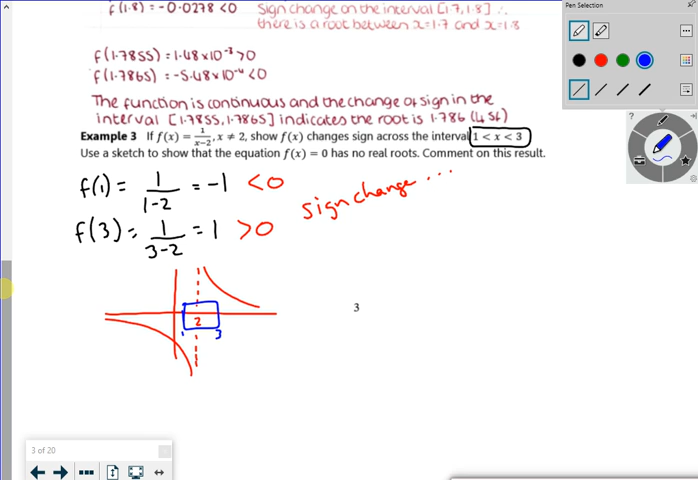 f(1.8) = -0.0278 <0 Sign change on the interval [1.7, 1.8] ∴
there is a root between x=1.7 and x=1.8
f(1.7855) = 1.48 × 10⁻³ >0
f(1.7865) = -5.48 × 10⁻⁴ <0
The function is continuous and the change of sign in the
interval [1.7855, 1.7865] indicates the root is 1.786 (4 sf)
Example 3 If f(x) = 1/(x−2), x ≠ 2, show f(x) changes sign across the interval 1 < x < 3
Use a sketch to show that the equation f(x) = 0 has no real roots. Comment on this result.
f(1) = 1/(1-2) = -1 <0
sign change ...
f(3) = 1/(3-2) = 1 >0
2
1 3
3
3 of 20
Pen Selection
?